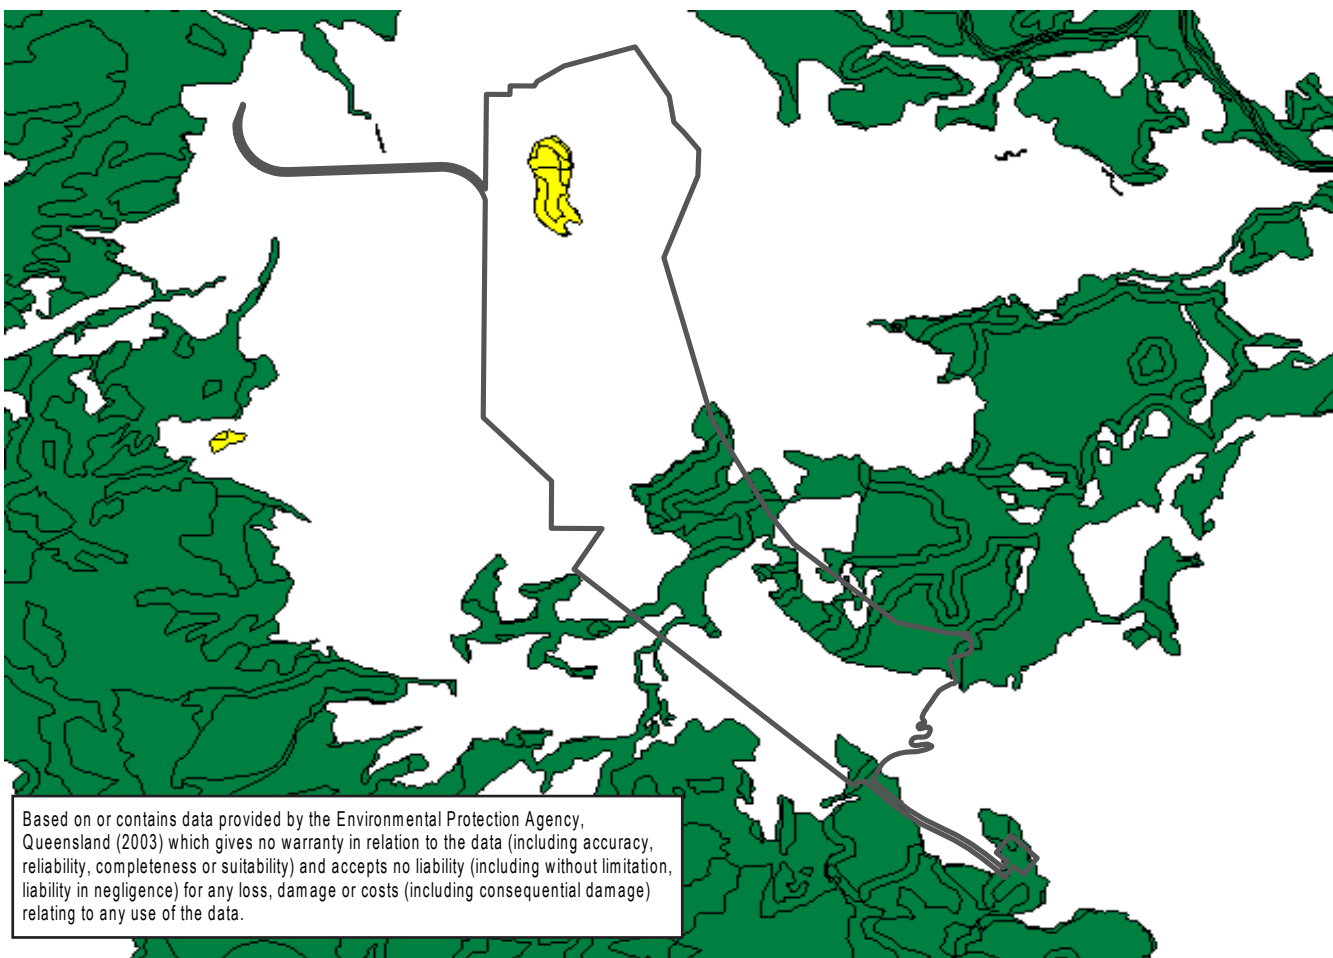 Based on or contains data provided by the Environmental Protection Agency,
Queensland (2003) which gives no warranty in relation to the data (including accuracy,
reliability, completeness or suitability) and accepts no liability (including without limitation,
liability in negligence) for any loss, damage or costs (including consequential damage)
relating to any use of the data.